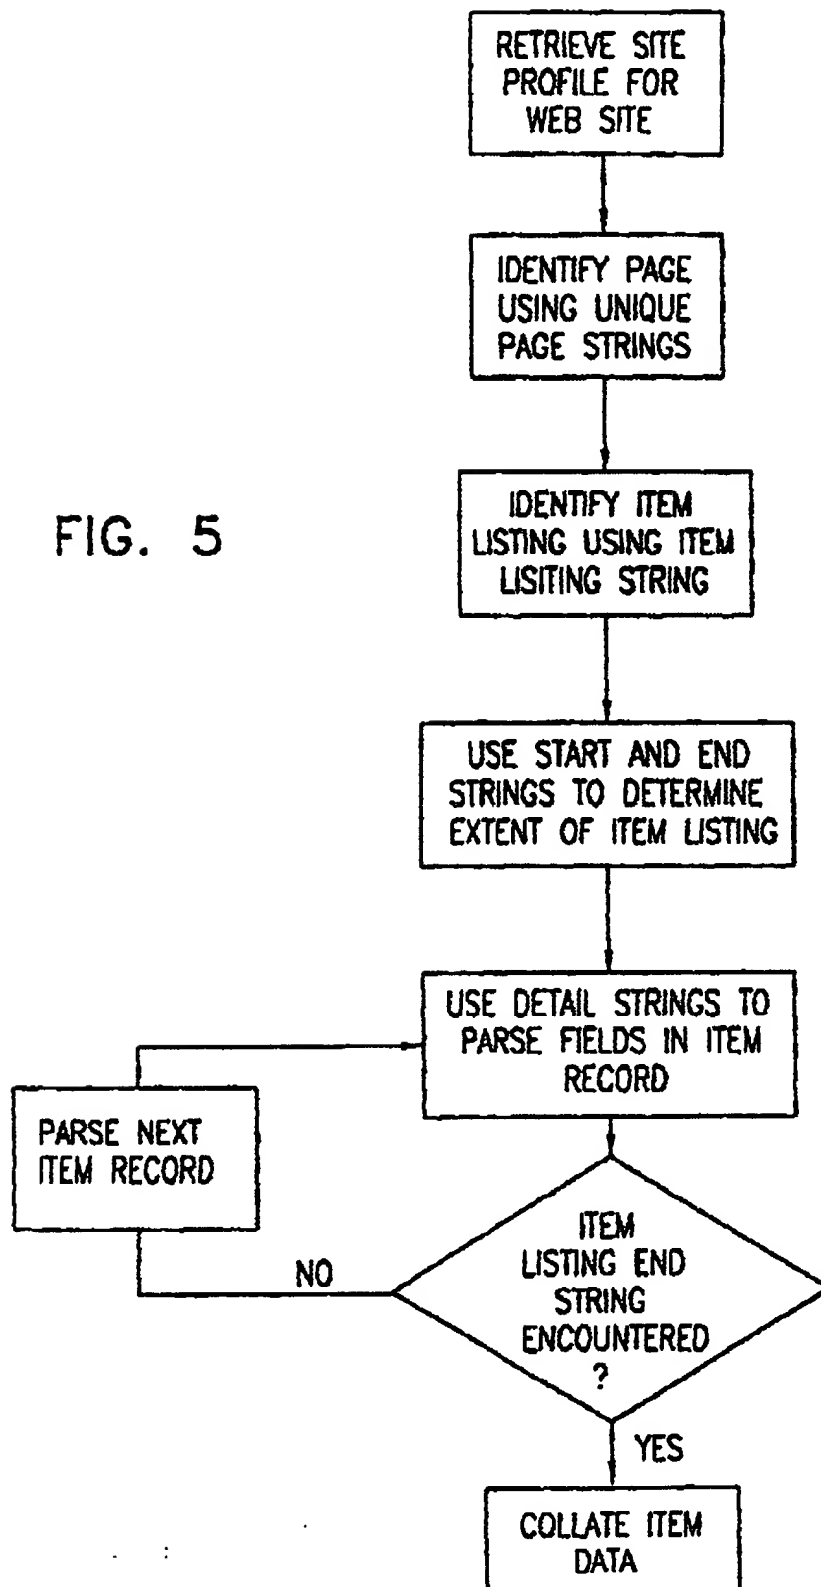 RETRIEVE SITE
PROFILE FOR
WEB SITE
IDENTIFY PAGE
USING UNIQUE
PAGE STRINGS
IDENTIFY ITEM
LISTING USING ITEM
LISITING STRING
FIG. 5
USE START AND END
STRINGS TO DETERMINE
EXTENT OF ITEM LISTING
USE DETAIL STRINGS TO
PARSE FIELDS IN ITEM
RECORD
PARSE NEXT
ITEM RECORD
ITEM
LISTING END
STRING
ENCOUNTERED
?
NO
YES
COLLATE ITEM
DATA